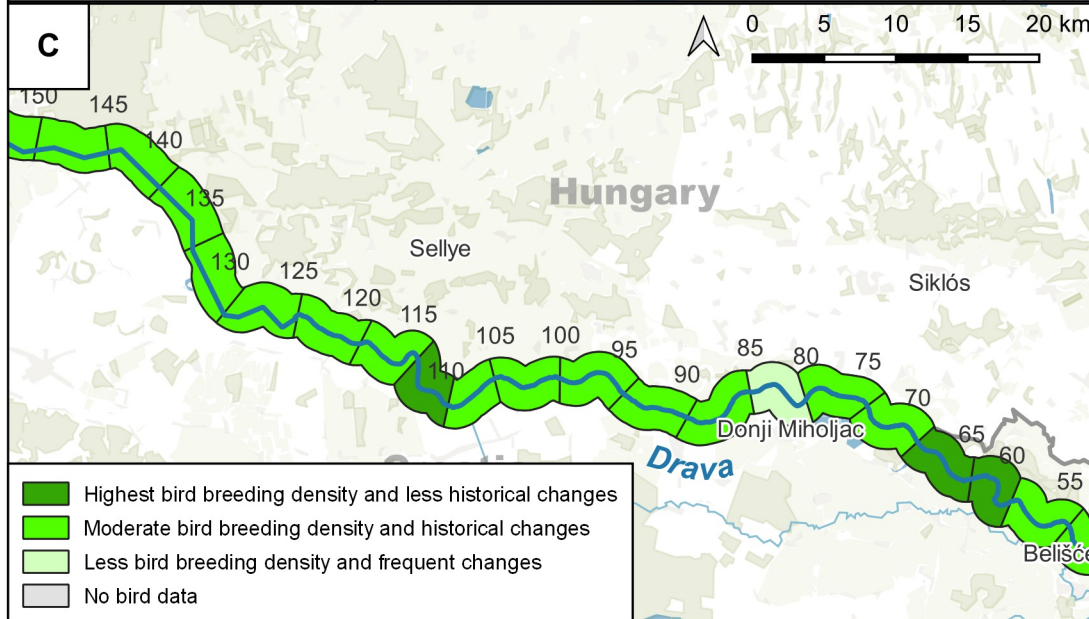 C
0 5 10 15 20 km
150 145
140
135
130
125
120
115
110
105 100 95 90 85 80 75 70 65 60 55
Hungary
Sellye
Siklós
Donji Miholjac
Drava
Belišće
Highest bird breeding density and less historical changes
Moderate bird breeding density and historical changes
Less bird breeding density and frequent changes
No bird data